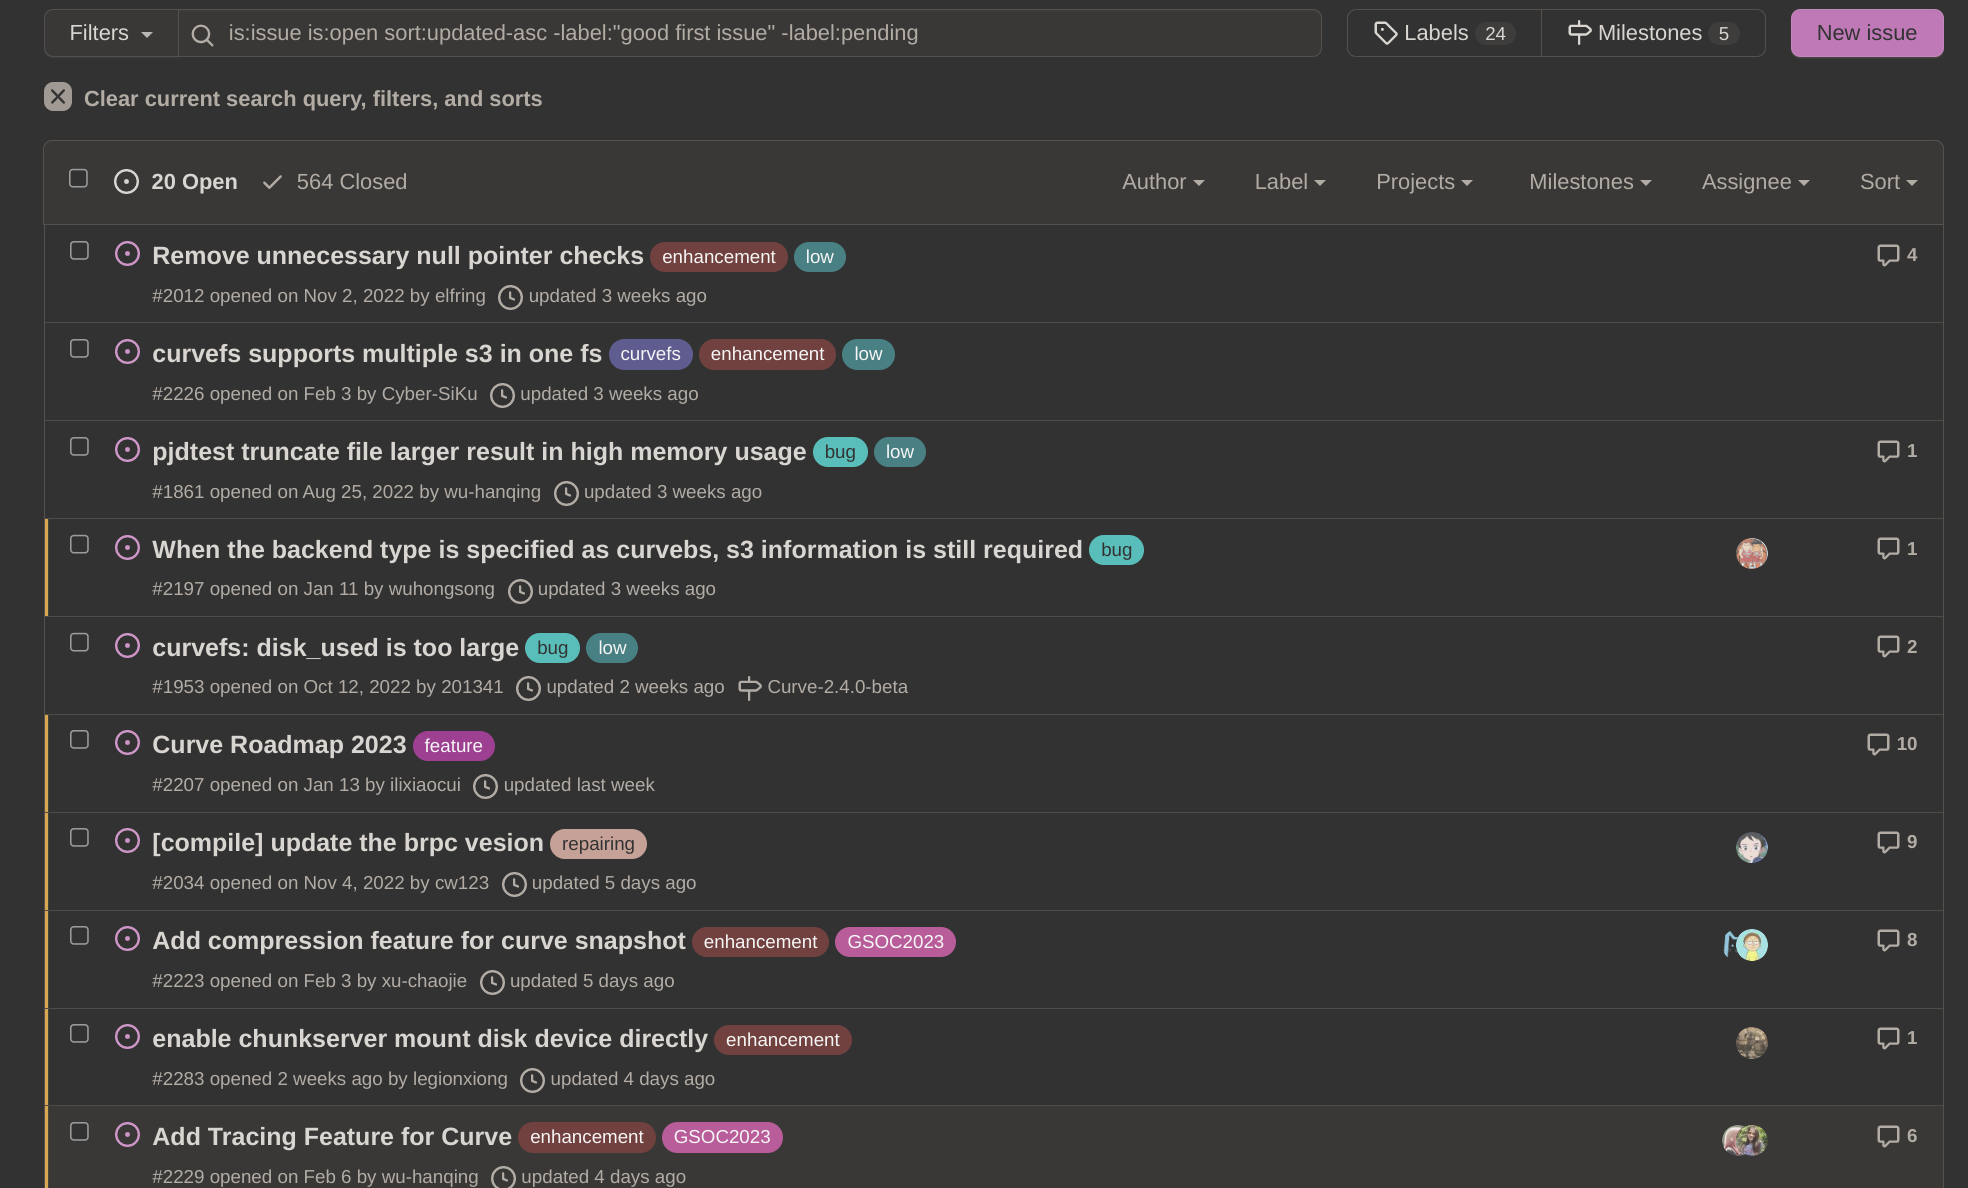 Filters is:issue is:open sort:updated-asc -label:"good first issue" -label:pending Labels 24 Milestones 5 New issue
Clear current search query, filters, and sorts
20 Open 564 Closed Author Label Projects Milestones Assignee Sort
Remove unnecessary null pointer checks enhancement low 4
#2012 opened on Nov 2, 2022 by elfring updated 3 weeks ago
curvefs supports multiple s3 in one fs curvefs enhancement low
#2226 opened on Feb 3 by Cyber-SiKu updated 3 weeks ago
pjdtest truncate file larger result in high memory usage bug low 1
#1861 opened on Aug 25, 2022 by wu-hanqing updated 3 weeks ago
When the backend type is specified as curvebs, s3 information is still required bug 1
#2197 opened on Jan 11 by wuhongsong updated 3 weeks ago
curvefs: disk_used is too large bug low 2
#1953 opened on Oct 12, 2022 by 201341 updated 2 weeks ago Curve-2.4.0-beta
Curve Roadmap 2023 feature 10
#2207 opened on Jan 13 by ilixiaocui updated last week
[compile] update the brpc vesion repairing 9
#2034 opened on Nov 4, 2022 by cw123 updated 5 days ago
Add compression feature for curve snapshot enhancement GSOC2023 8
#2223 opened on Feb 3 by xu-chaojie updated 5 days ago
enable chunkserver mount disk device directly enhancement 1
#2283 opened 2 weeks ago by legionxiong updated 4 days ago
Add Tracing Feature for Curve enhancement GSOC2023 6
#2229 opened on Feb 6 by wu-hanqing updated 4 days ago